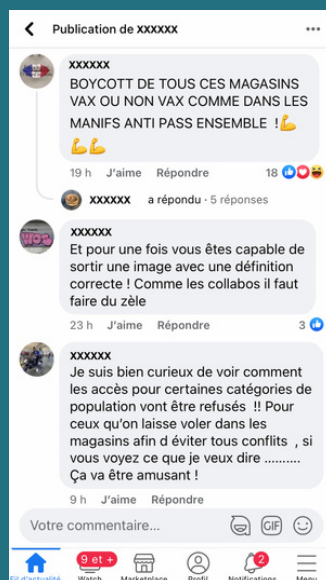 Publication de xxxxxx
xxxxxx
BOYCOTT DE TOUS CES MAGASINS
VAX OU NON VAX COMME DANS LES
MANIFS ANTI PASS ENSEMBLE !💪
💪💪
19 h J'aime Répondre 18
xxxxxx a répondu · 5 réponses
WOS
xxxxxx
Et pour une fois vous êtes capable de
sortir une image avec une définition
correcte ! Comme les collabos il faut
faire du zèle
23 h J'aime Répondre 3
xxxxxx
Je suis bien curieux de voir comment
les accès pour certaines catégories de
population vont être refusés !! Pour
ceux qu'on laisse voler dans les
magasins afin d éviter tous conflits , si
vous voyez ce que je veux dire ..........
Ça va être amusant !
9 h J'aime Répondre
Votre commentaire...
GIF
9 et +
2
Fil d'actualité Watch Marketplace Profil Notifications Menu